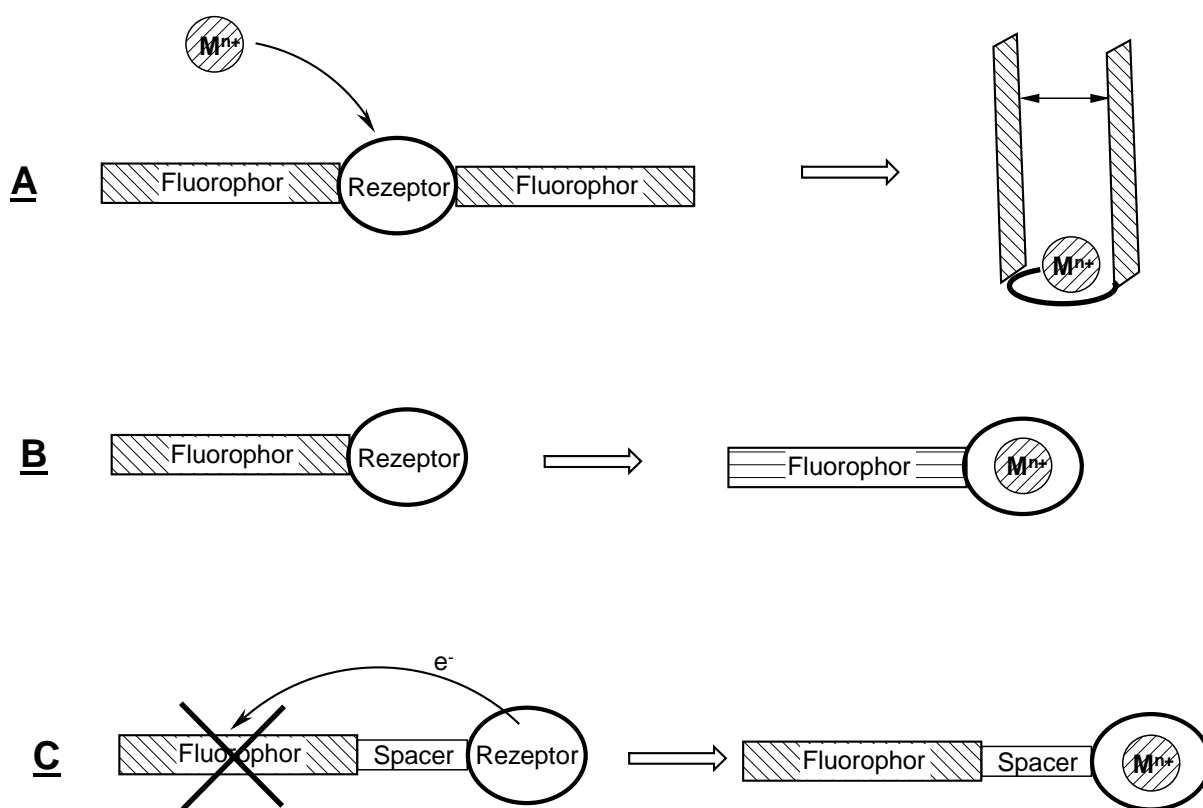 Mn+
A Fluorophor Rezeptor Fluorophor
Mn+
B Fluorophor Rezeptor Fluorophor Mn+
e-
C Fluorophor Spacer Rezeptor Fluorophor Spacer Mn+